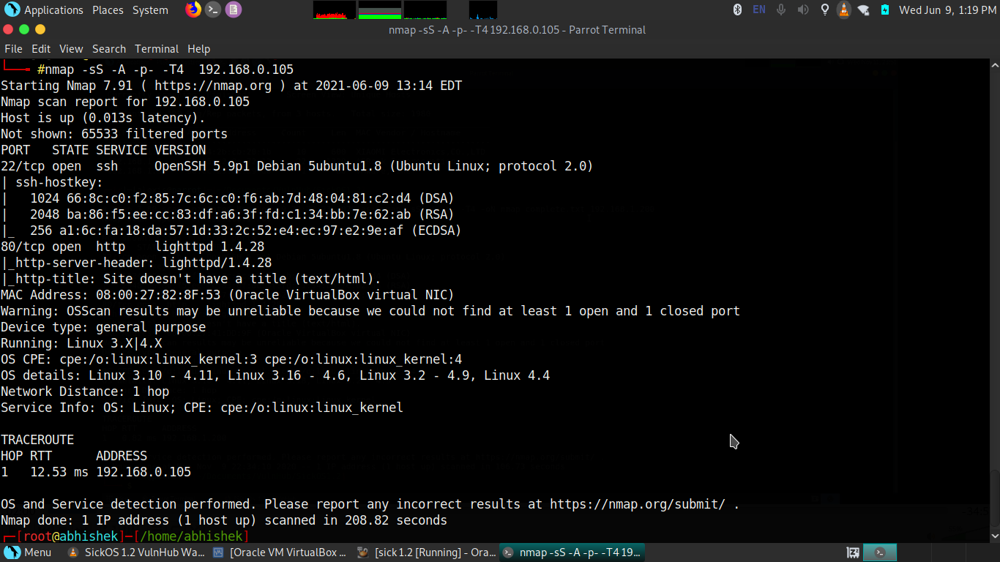 Applications Places System
EN
Wed Jun 9, 1:19 PM
nmap -sS -A -p- -T4 192.168.0.105 - Parrot Terminal
File Edit View Search Terminal Help
#nmap -sS -A -p- -T4  192.168.0.105
Starting Nmap 7.91 ( https://nmap.org ) at 2021-06-09 13:14 EDT
Nmap scan report for 192.168.0.105
Host is up (0.013s latency).
Not shown: 65533 filtered ports
PORT   STATE SERVICE VERSION
22/tcp open  ssh     OpenSSH 5.9p1 Debian 5ubuntu1.8 (Ubuntu Linux; protocol 2.0)
| ssh-hostkey:
|   1024 66:8c:c0:f2:85:7c:6c:c0:f6:ab:7d:48:04:81:c2:d4 (DSA)
|   2048 ba:86:f5:ee:cc:83:df:a6:3f:fd:c1:34:bb:7e:62:ab (RSA)
|_  256 a1:6c:fa:18:da:57:1d:33:2c:52:e4:ec:97:e2:9e:af (ECDSA)
80/tcp open  http    lighttpd 1.4.28
|_http-server-header: lighttpd/1.4.28
|_http-title: Site doesn't have a title (text/html).
MAC Address: 08:00:27:82:8F:53 (Oracle VirtualBox virtual NIC)
Warning: OSScan results may be unreliable because we could not find at least 1 open and 1 closed port
Device type: general purpose
Running: Linux 3.X|4.X
OS CPE: cpe:/o:linux:linux_kernel:3 cpe:/o:linux:linux_kernel:4
OS details: Linux 3.10 - 4.11, Linux 3.16 - 4.6, Linux 3.2 - 4.9, Linux 4.4
Network Distance: 1 hop
Service Info: OS: Linux; CPE: cpe:/o:linux:linux_kernel
TRACEROUTE
HOP RTT      ADDRESS
1   12.53 ms 192.168.0.105
OS and Service detection performed. Please report any incorrect results at https://nmap.org/submit/ .
Nmap done: 1 IP address (1 host up) scanned in 208.82 seconds
┌─[root@abhishek]─[/home/abhishek]
Menu SickOS 1.2 VulnHub Wa... [Oracle VM VirtualBox ... [sick1.2 [Running] - Ora... nmap -sS -A -p- -T4 19...